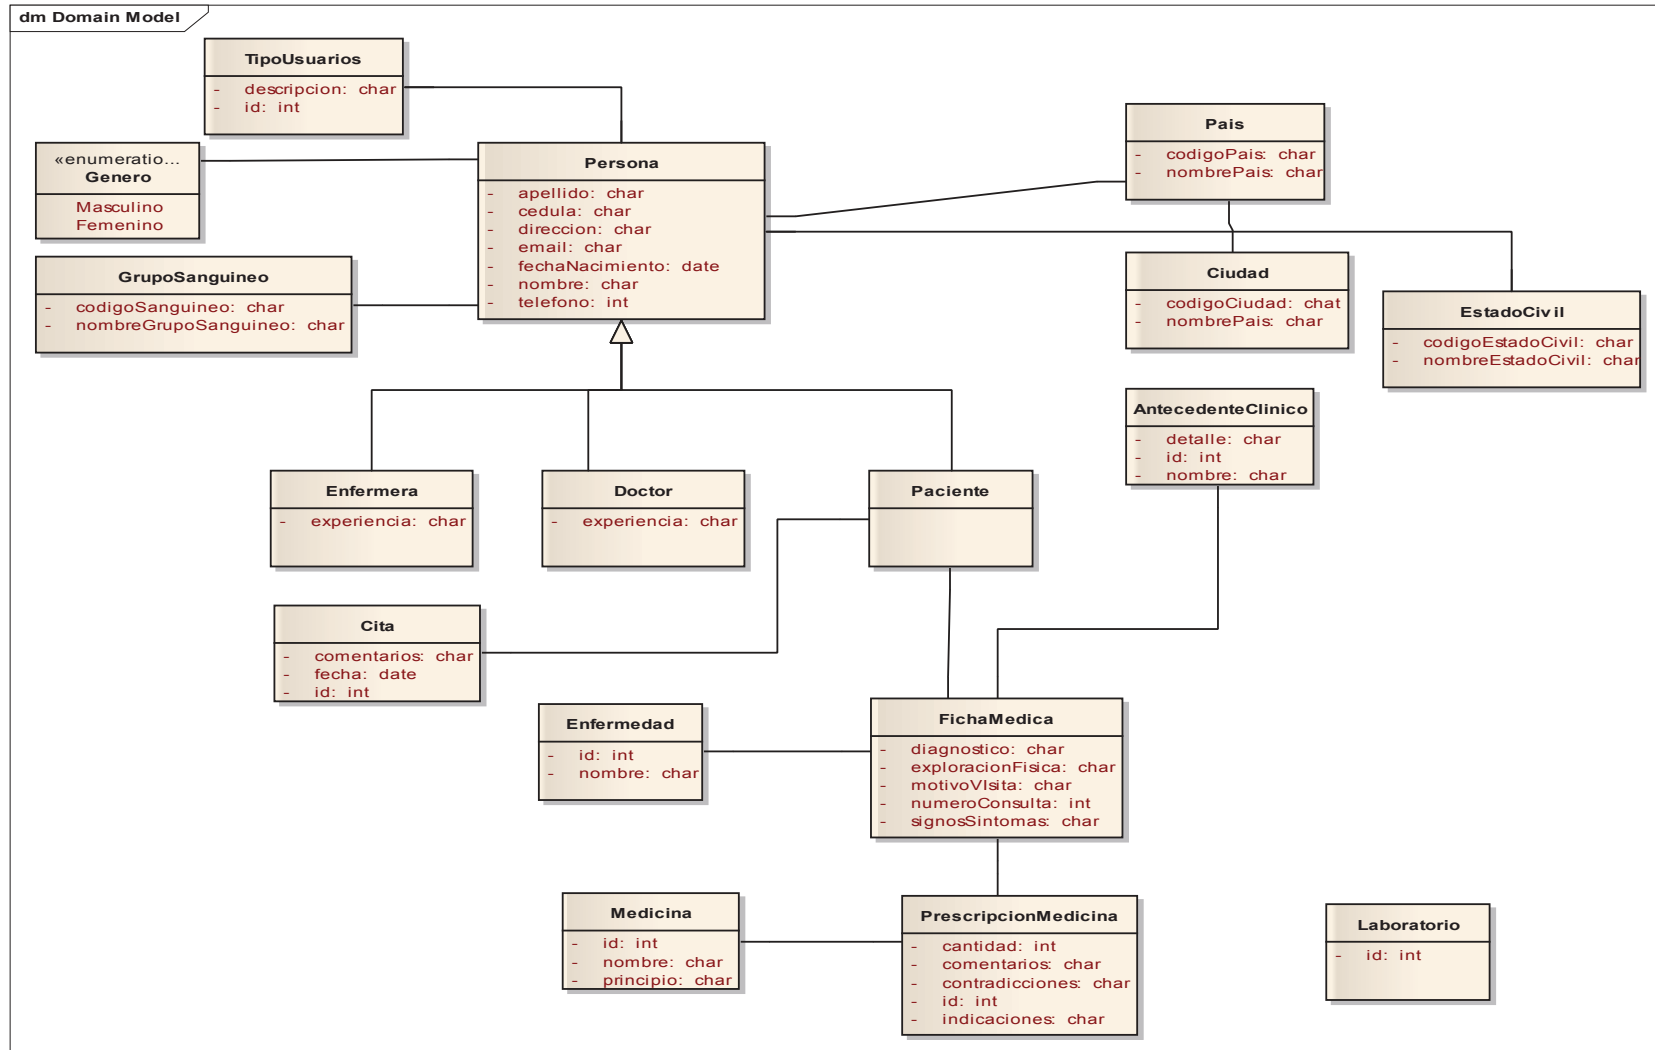 dm Domain Model
TipoUsuarios
- descripcion: char
- id: int
«enumeratio...
Genero
Masculino
Femenino
GrupoSanguineo
- codigoSanguineo: char
- nombreGrupoSanguineo: char
Persona
- apellido: char
- cedula: char
- direccion: char
- email: char
- fechaNacimiento: date
- nombre: char
- telefono: int
Pais
- codigoPais: char
- nombrePais: char
Ciudad
- codigoCiudad: chat
- nombrePais: char
EstadoCivil
- codigoEstadoCivil: char
- nombreEstadoCivil: char
AntecedenteClinico
- detalle: char
- id: int
- nombre: char
Enfermera
- experiencia: char
Doctor
- experiencia: char
Paciente
Cita
- comentarios: char
- fecha: date
- id: int
Enfermedad
- id: int
- nombre: char
FichaMedica
- diagnostico: char
- exploracionFisica: char
- motivoVIsita: char
- numeroConsulta: int
- signosSintomas: char
Medicina
- id: int
- nombre: char
- principio: char
PrescripcionMedicina
- cantidad: int
- comentarios: char
- contradicciones: char
- id: int
- indicaciones: char
Laboratorio
- id: int